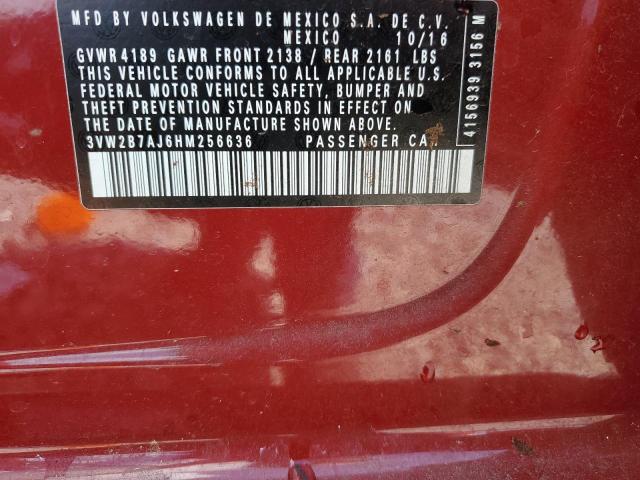 MFD BY VOLKSWAGEN DE MEXICO S.A. DE C.V.
MEXICO 10/16
GVWR 4189 GAWR FRONT 2138 / REAR 2161 LBS
THIS VEHICLE CONFORMS TO ALL APPLICABLE U.S.
FEDERAL MOTOR VEHICLE SAFETY, BUMPER AND
THEFT PREVENTION STANDARDS IN EFFECT ON
THE DATE OF MANUFACTURE SHOWN ABOVE.
3VW2B7AJ6HM256636 PASSENGER CAR
4156939 3156 M